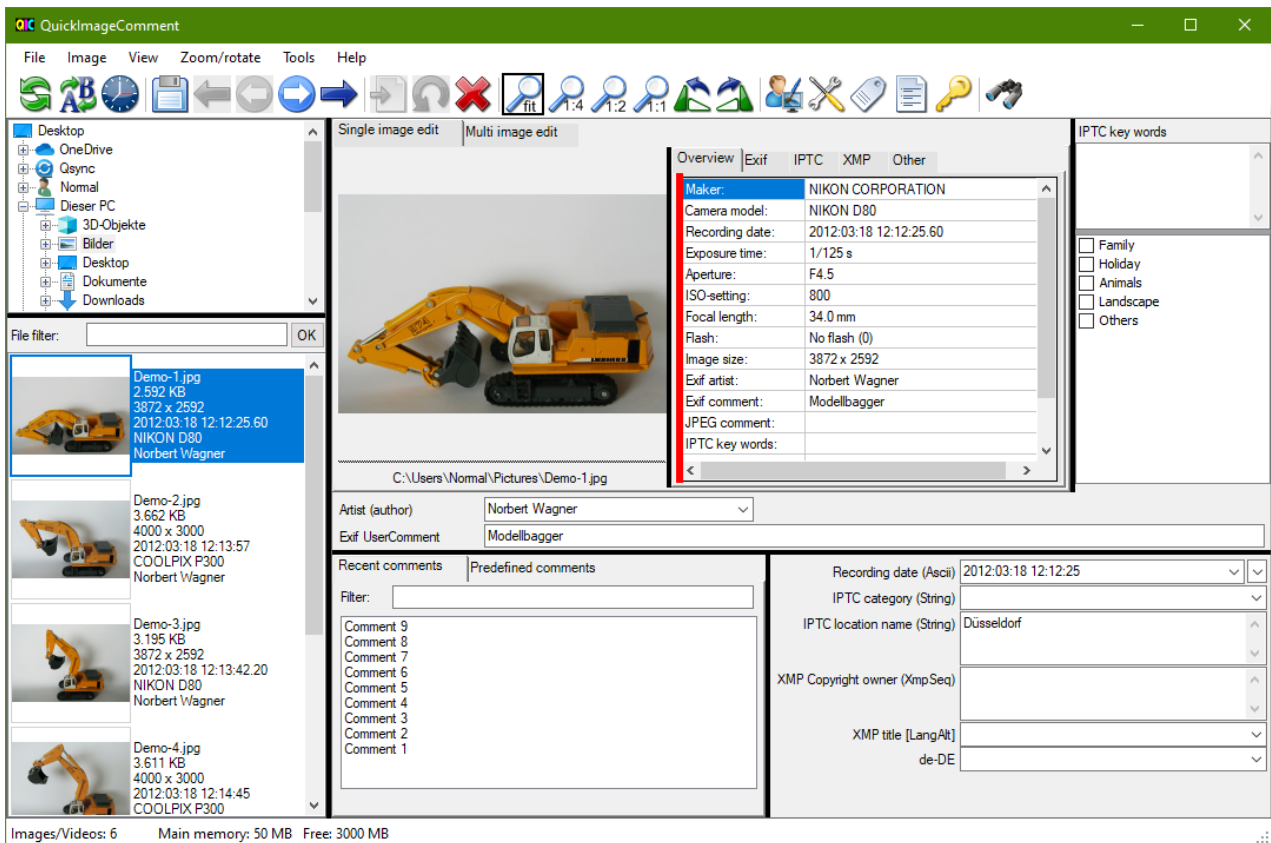 QIC QuickImageComment
File Image View Zoom/rotate Tools Help
AB fit 1:4 1:2 1:1
Desktop
OneDrive
Qsync
Normal
Dieser PC
3D-Objekte
Bilder
Desktop
Dokumente
Downloads
File filter: OK
Demo-1.jpg
2.592 KB
3872 x 2592
2012:03:18 12:12:25.60
NIKON D80
Norbert Wagner
Demo-2.jpg
3.662 KB
4000 x 3000
2012:03:18 12:13:57
COOLPIX P300
Norbert Wagner
Demo-3.jpg
3.195 KB
3872 x 2592
2012:03:18 12:13:42.20
NIKON D80
Norbert Wagner
Demo-4.jpg
3.611 KB
4000 x 3000
2012:03:18 12:14:45
COOLPIX P300
Single image edit Multi image edit
LIEBHERR
C:\Users\Normal\Pictures\Demo-1.jpg
Overview Exif IPTC XMP Other
Maker: NIKON CORPORATION
Camera model: NIKON D80
Recording date: 2012:03:18 12:12:25.60
Exposure time: 1/125 s
Aperture: F4.5
ISO-setting: 800
Focal length: 34.0 mm
Flash: No flash (0)
Image size: 3872 x 2592
Exif artist: Norbert Wagner
Exif comment: Modellbagger
JPEG comment:
IPTC key words:
IPTC key words
Family
Holiday
Animals
Landscape
Others
Artist (author) Norbert Wagner
Exif UserComment Modellbagger
Recent comments Predefined comments
Filter:
Comment 9
Comment 8
Comment 7
Comment 6
Comment 5
Comment 4
Comment 3
Comment 2
Comment 1
Recording date (Ascii) 2012:03:18 12:12:25
IPTC category (String)
IPTC location name (String) Düsseldorf
XMP Copyright owner (XmpSeq)
XMP title [LangAlt]
de-DE
Images/Videos: 6 Main memory: 50 MB Free: 3000 MB